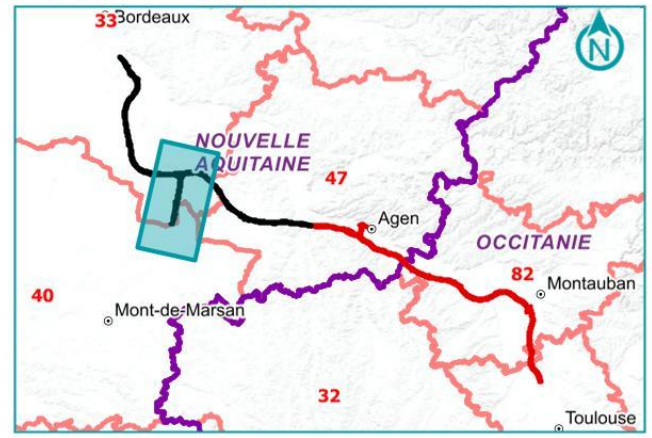 33 Bordeaux
N
NOUVELLE
AQUITAINE
47
Agen
OCCITANIE
82
Montauban
40
Mont-de-Marsan
32
Toulouse